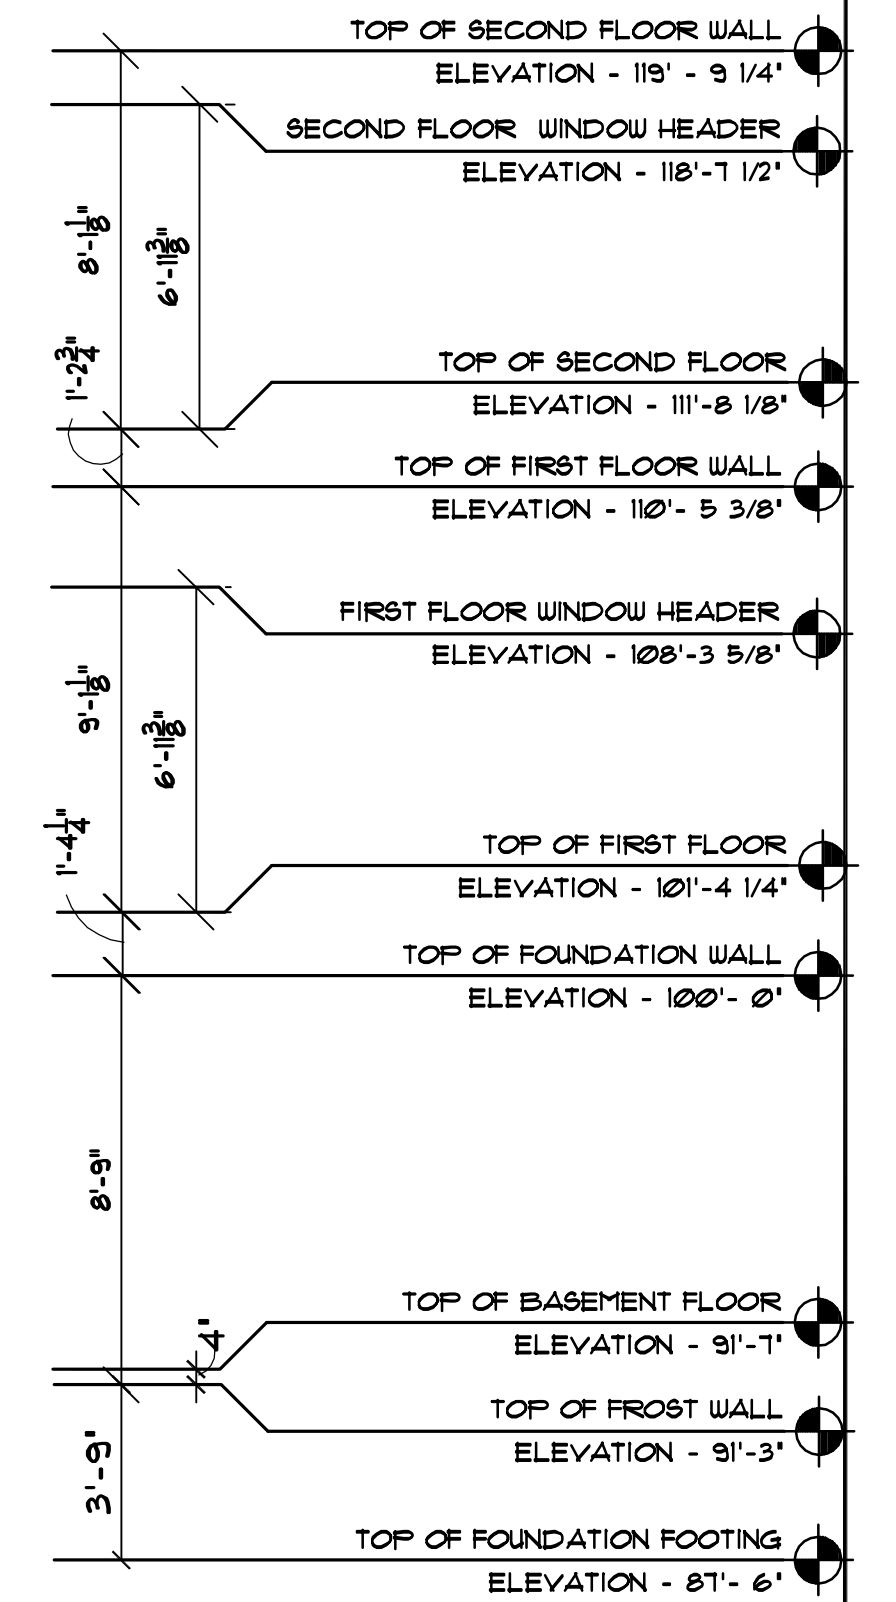 TOP OF SECOND FLOOR WALL
ELEVATION - 119' - 9 1/4"
SECOND FLOOR WINDOW HEADER
ELEVATION - 118'-7 1/2"
8'-1 1/8"
6'-11 3/8"
1'-2 3/4"
TOP OF SECOND FLOOR
ELEVATION - 111'-8 1/8"
TOP OF FIRST FLOOR WALL
ELEVATION - 110'- 5 3/8"
FIRST FLOOR WINDOW HEADER
ELEVATION - 108'-3 5/8"
9'-1 1/8"
6'-11 3/8"
1'-4 1/4"
TOP OF FIRST FLOOR
ELEVATION - 101'-4 1/4"
TOP OF FOUNDATION WALL
ELEVATION - 100'- 0"
8'-9"
TOP OF BASEMENT FLOOR
ELEVATION - 91'-7"
4"
TOP OF FROST WALL
ELEVATION - 91'-3"
3'-9"
TOP OF FOUNDATION FOOTING
ELEVATION - 87'- 6"